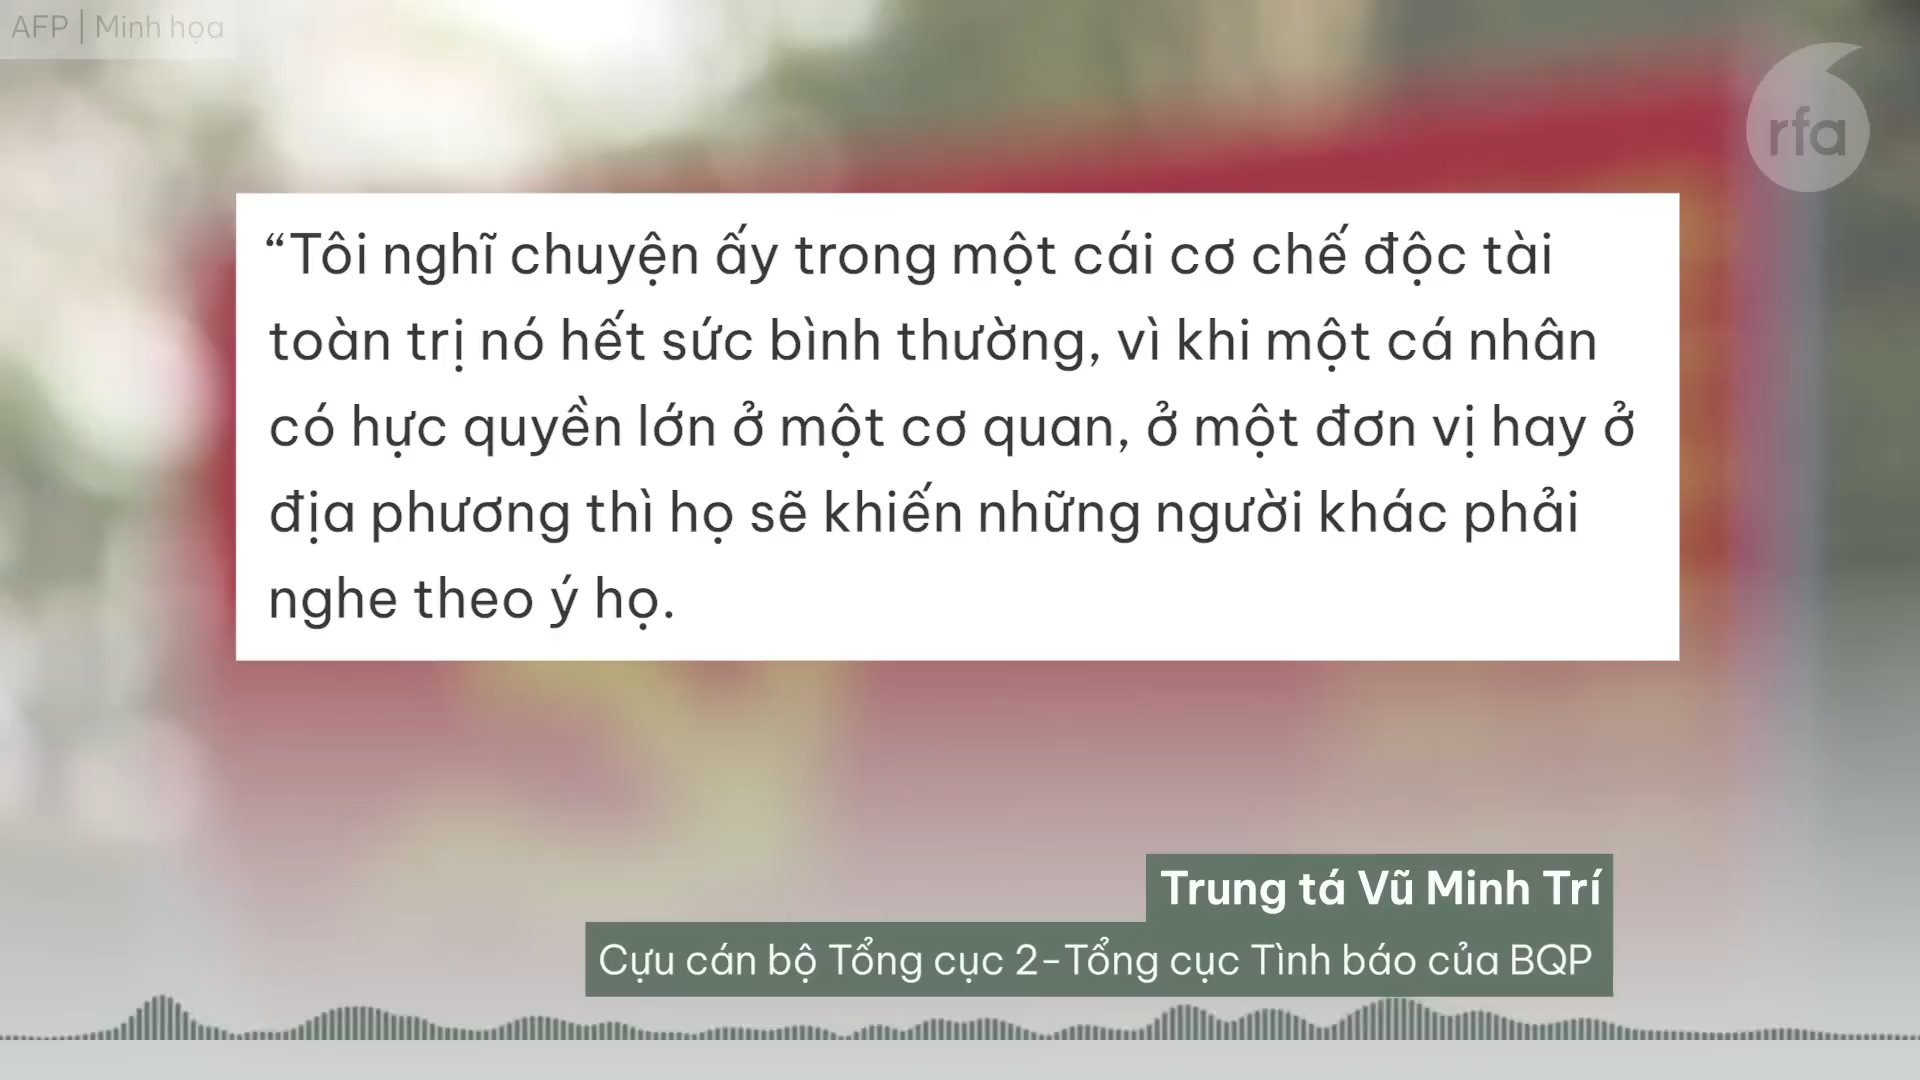 AFP | Minh họa
rfa
“Tôi nghĩ chuyện ấy trong một cái cơ chế độc tài
toàn trị nó hết sức bình thường, vì khi một cá nhân
có hực quyền lớn ở một cơ quan, ở một đơn vị hay ở
địa phương thì họ sẽ khiến những người khác phải
nghe theo ý họ.
Trung tá Vũ Minh Trí
Cựu cán bộ Tổng cục 2-Tổng cục Tình báo của BQP